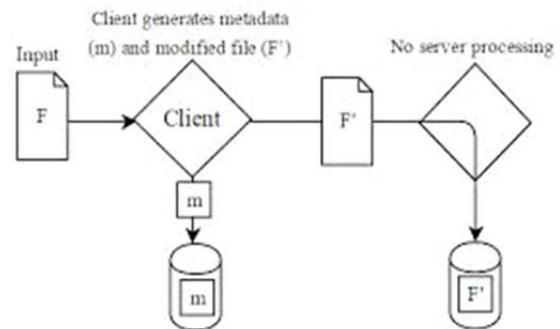 Client generates metadata
(m) and modified file (F')
Input
No server processing
F
Client
F'
m
m
F'